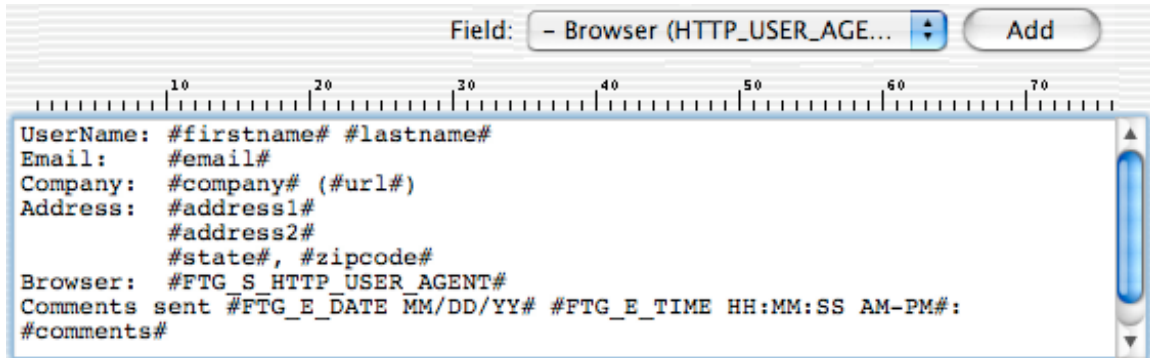 Field: - Browser (HTTP_USER_AGE... Add
10 20 30 40 50 60 70
UserName: #firstname# #lastname#
Email: #email#
Company: #company# (#url#)
Address: #address1#
#address2#
#state#, #zipcode#
Browser: #FTG_S_HTTP_USER_AGENT#
Comments sent #FTG_E_DATE MM/DD/YY# #FTG_E_TIME HH:MM:SS AM-PM#:
#comments#